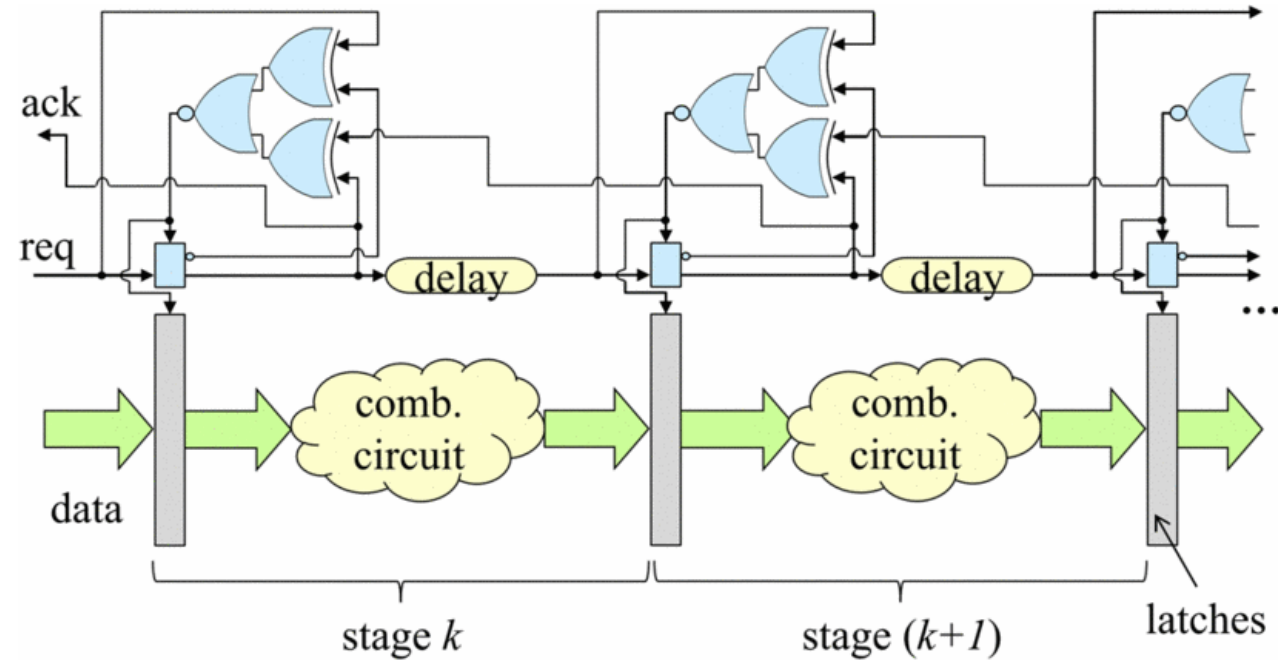 ack
req
delay
delay
...
comb.
circuit
comb.
circuit
data
stage k
stage (k+1)
latches